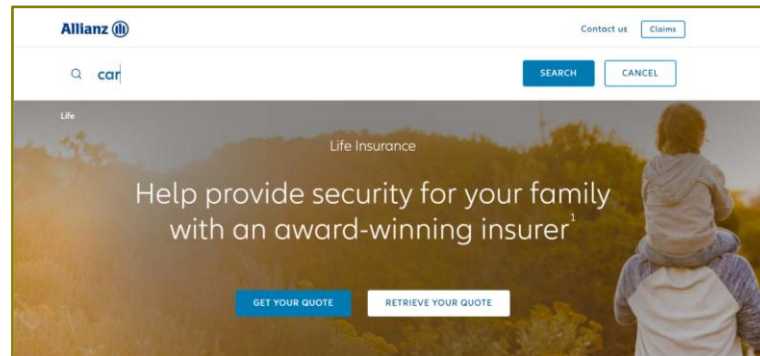 Allianz
Contact us Claims
car SEARCH CANCEL
Life
Life Insurance
Help provide security for your family
with an award-winning insurer1
GET YOUR QUOTE RETRIEVE YOUR QUOTE